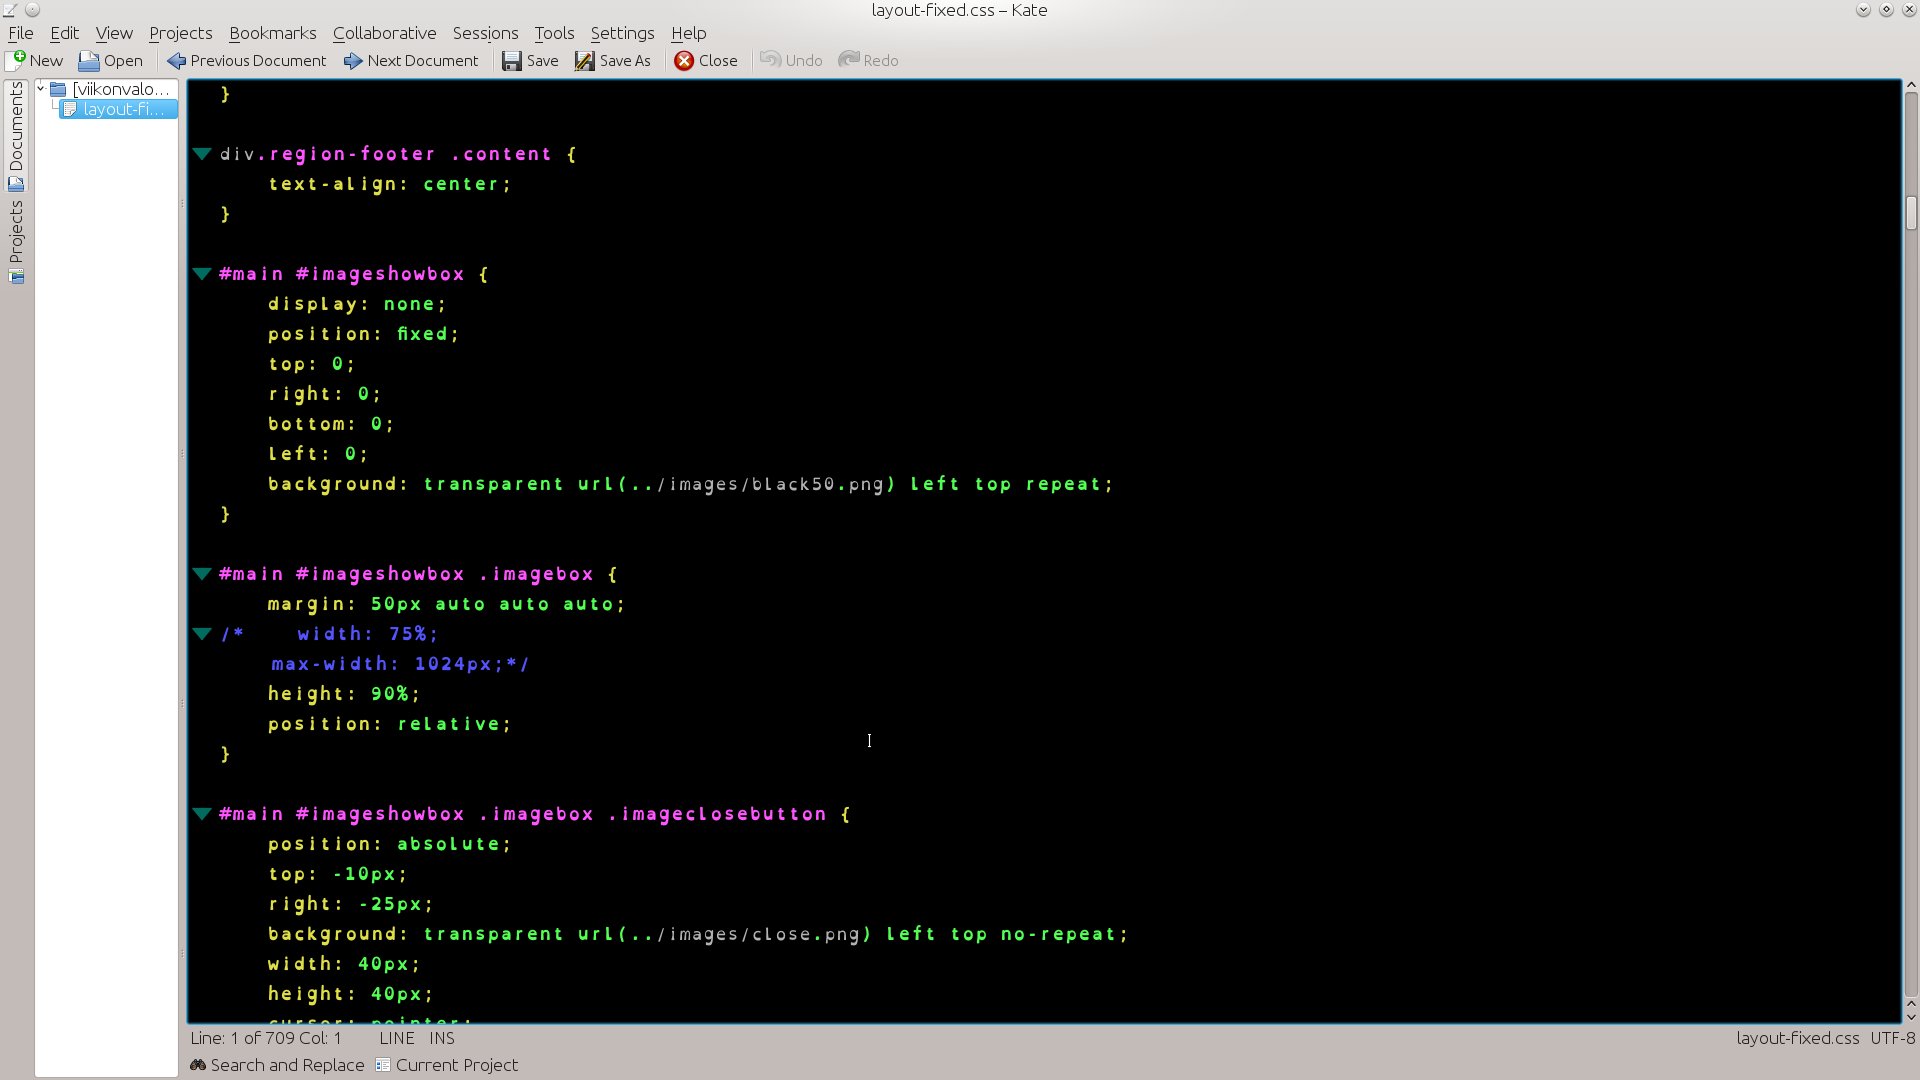 layout-fixed.css – Kate
File Edit View Projects Bookmarks Collaborative Sessions Tools Settings Help
New Open Previous Document Next Document Save Save As Close Undo Redo
Documents
Projects
[viikonvalo...
layout-fi...
}
div.region-footer .content {
text-align: center;
}
#main #imageshowbox {
display: none;
position: fixed;
top: 0;
right: 0;
bottom: 0;
left: 0;
background: transparent url(../images/black50.png) left top repeat;
}
#main #imageshowbox .imagebox {
margin: 50px auto auto auto;
/* width: 75%;
max-width: 1024px;*/
height: 90%;
position: relative;
}
#main #imageshowbox .imagebox .imageclosebutton {
position: absolute;
top: -10px;
right: -25px;
background: transparent url(../images/close.png) left top no-repeat;
width: 40px;
height: 40px;
cursor: pointer;
Line: 1 of 709 Col: 1 LINE INS layout-fixed.css UTF-8
Search and Replace Current Project